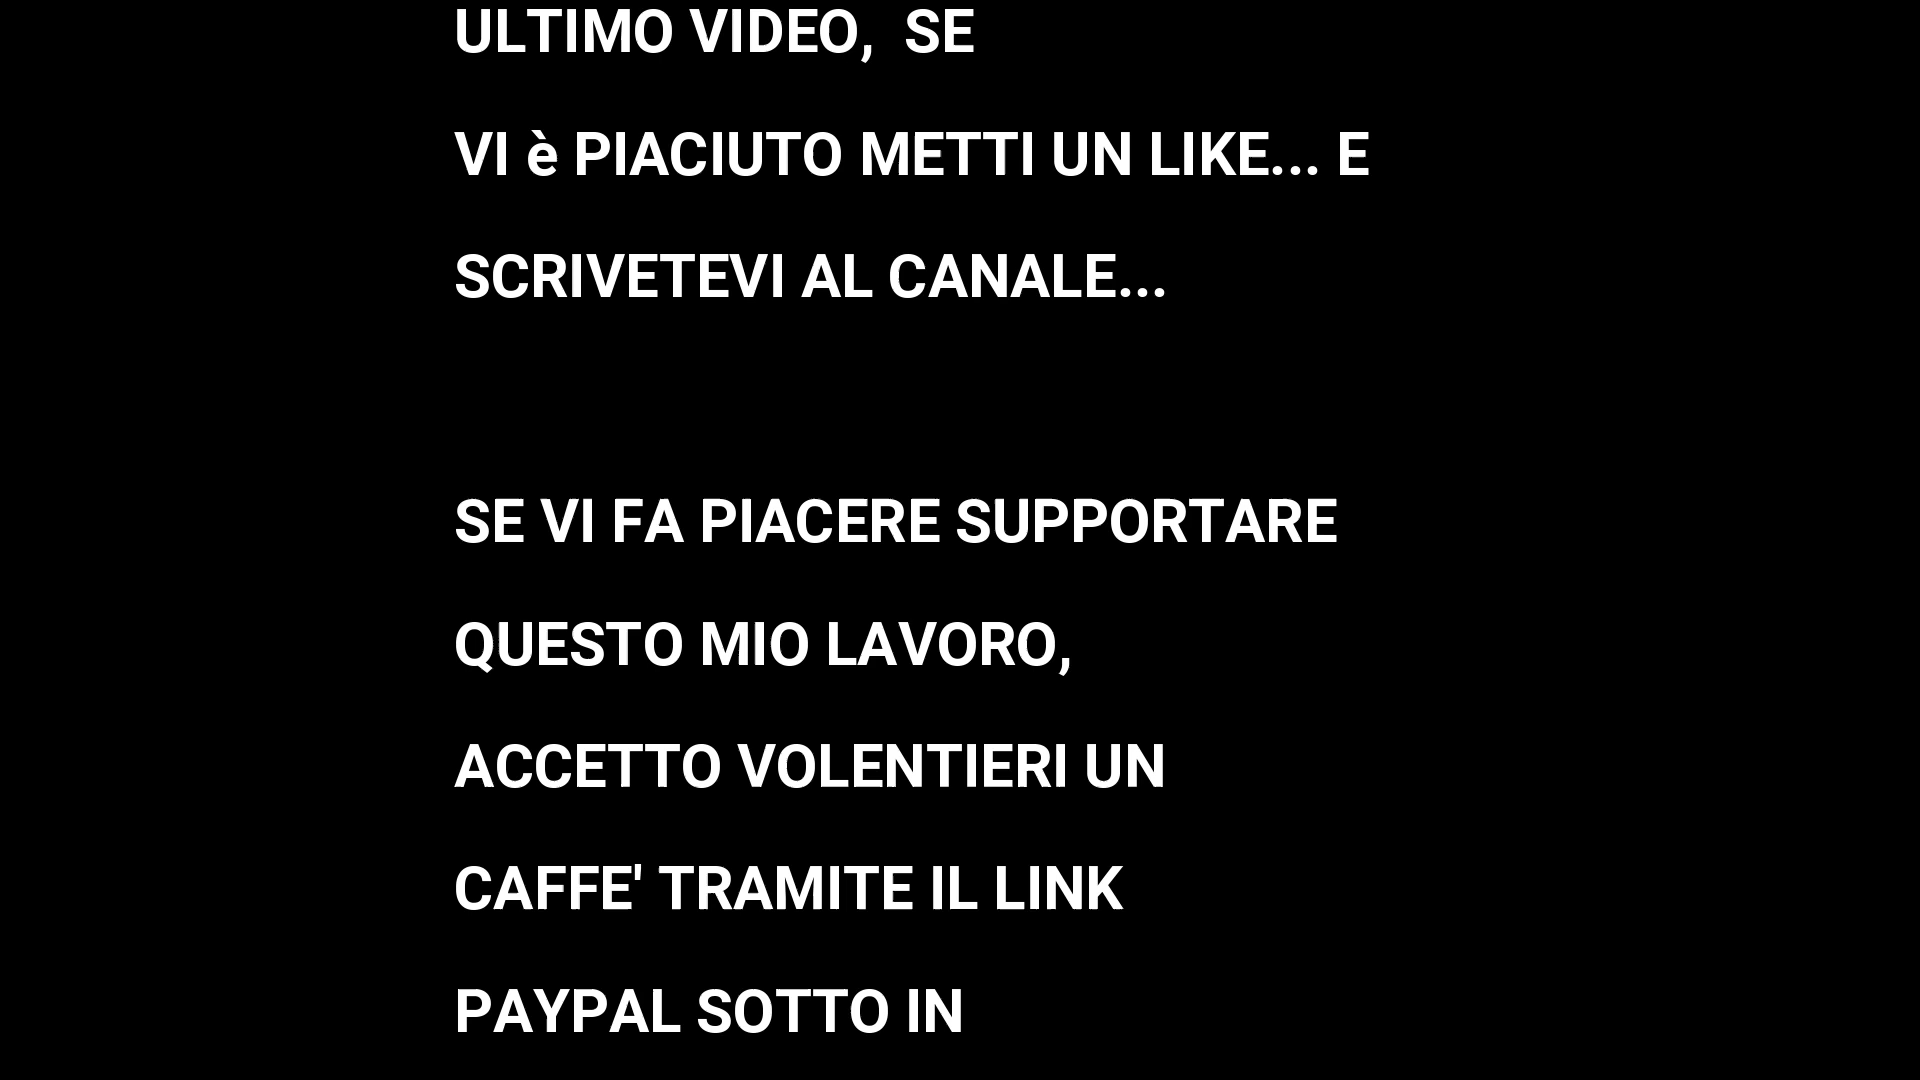 ULTIMO VIDEO,  SE
VI è PIACIUTO METTI UN LIKE... E
SCRIVETEVI AL CANALE...
SE VI FA PIACERE SUPPORTARE
QUESTO MIO LAVORO,
ACCETTO VOLENTIERI UN
CAFFE' TRAMITE IL LINK
PAYPAL SOTTO IN